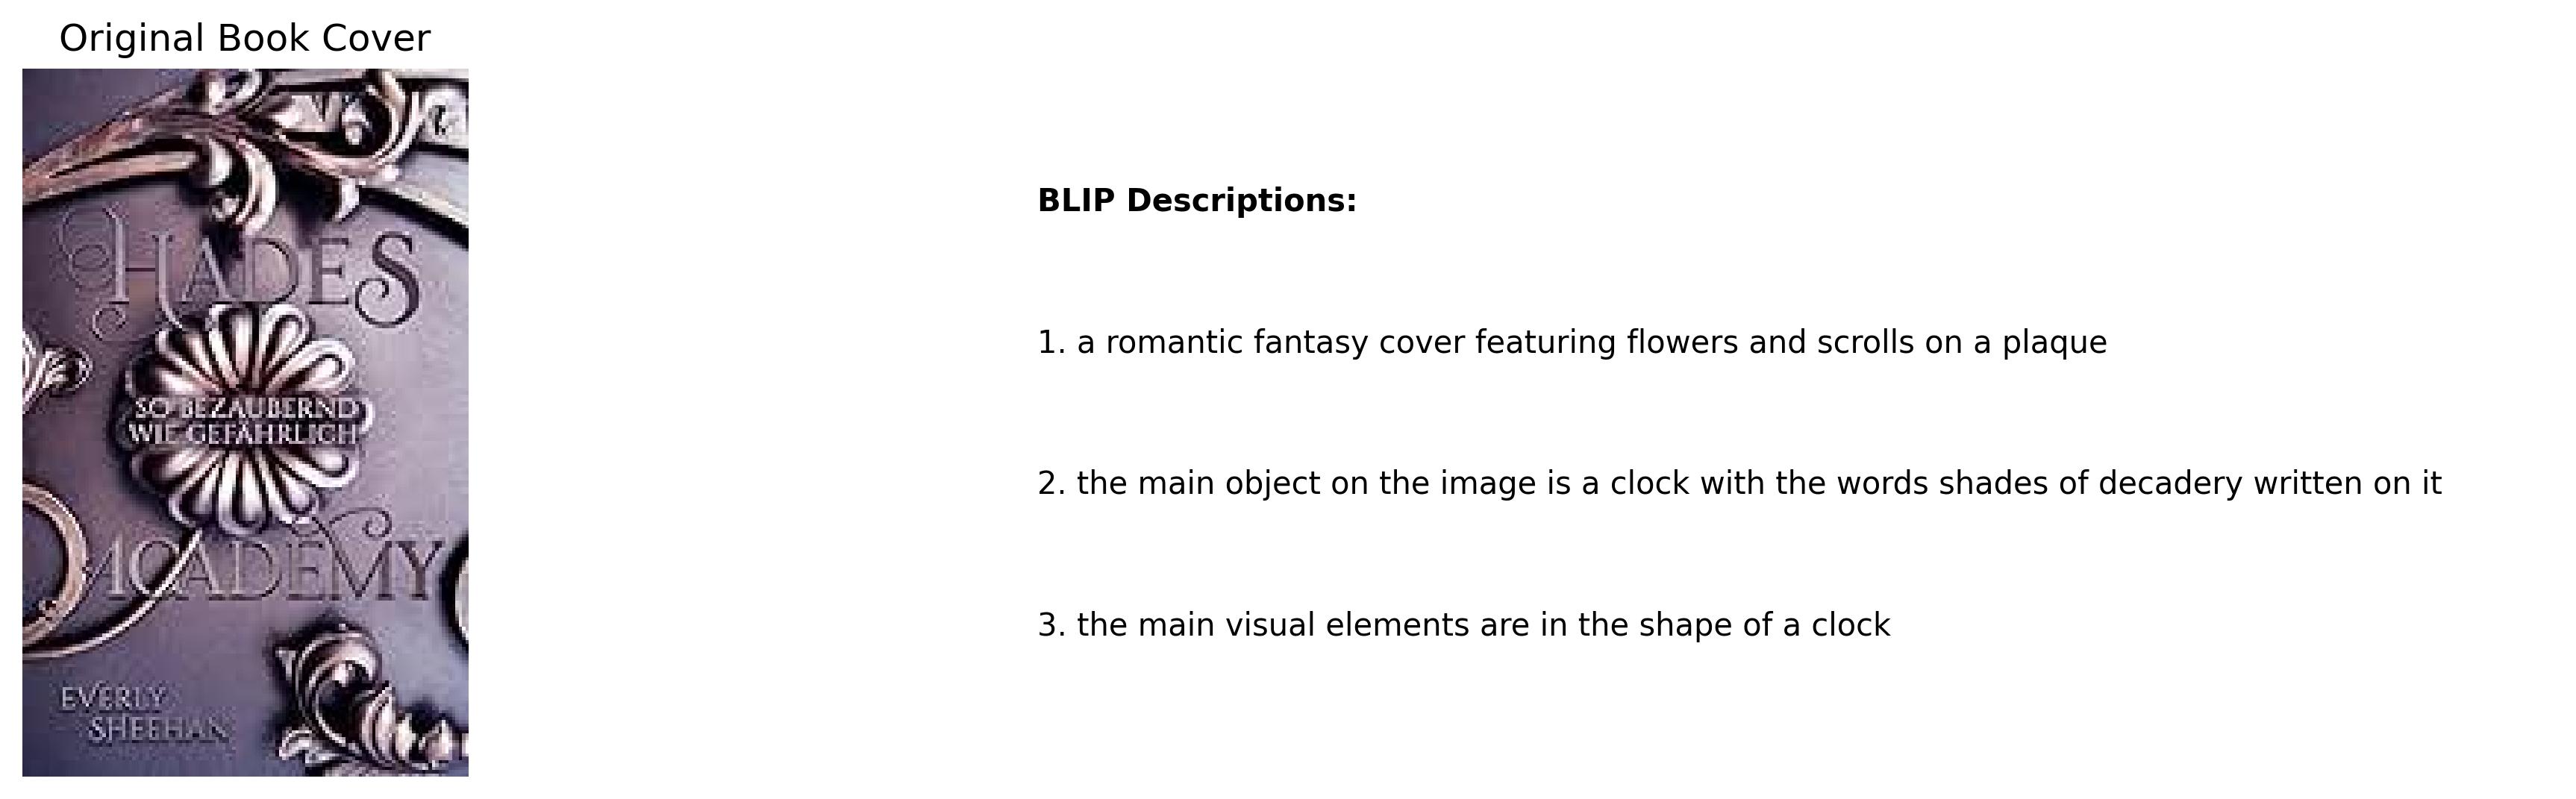 Original Book Cover
HADES
SO BEZAUBERND
WIE GEFÄHRLICH
ACADEMY
EVERLY
SHEEHAN
BLIP Descriptions:
1. a romantic fantasy cover featuring flowers and scrolls on a plaque
2. the main object on the image is a clock with the words shades of decadery written on it
3. the main visual elements are in the shape of a clock